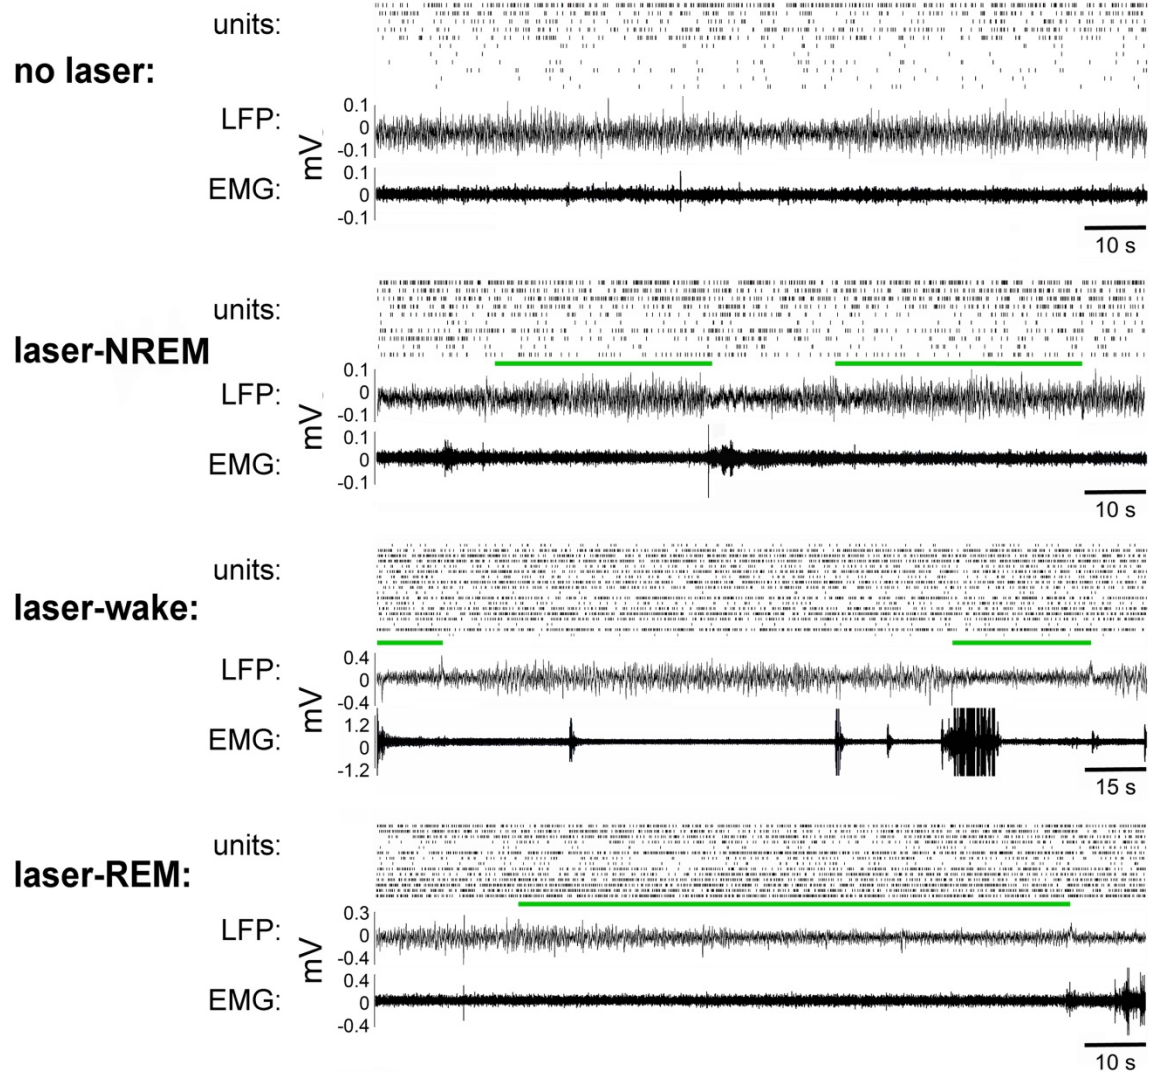 units:
no laser:
LFP:
0.1
0
-0.1
mV
EMG:
0.1
0
-0.1
10 s
units:
laser-NREM
LFP:
0.1
0
-0.1
mV
EMG:
0.1
0
-0.1
10 s
units:
laser-wake:
LFP:
0.4
0
-0.4
mV
EMG:
1.2
0
-1.2
15 s
units:
laser-REM:
LFP:
0.3
0
-0.4
mV
EMG:
0.4
0
-0.4
10 s